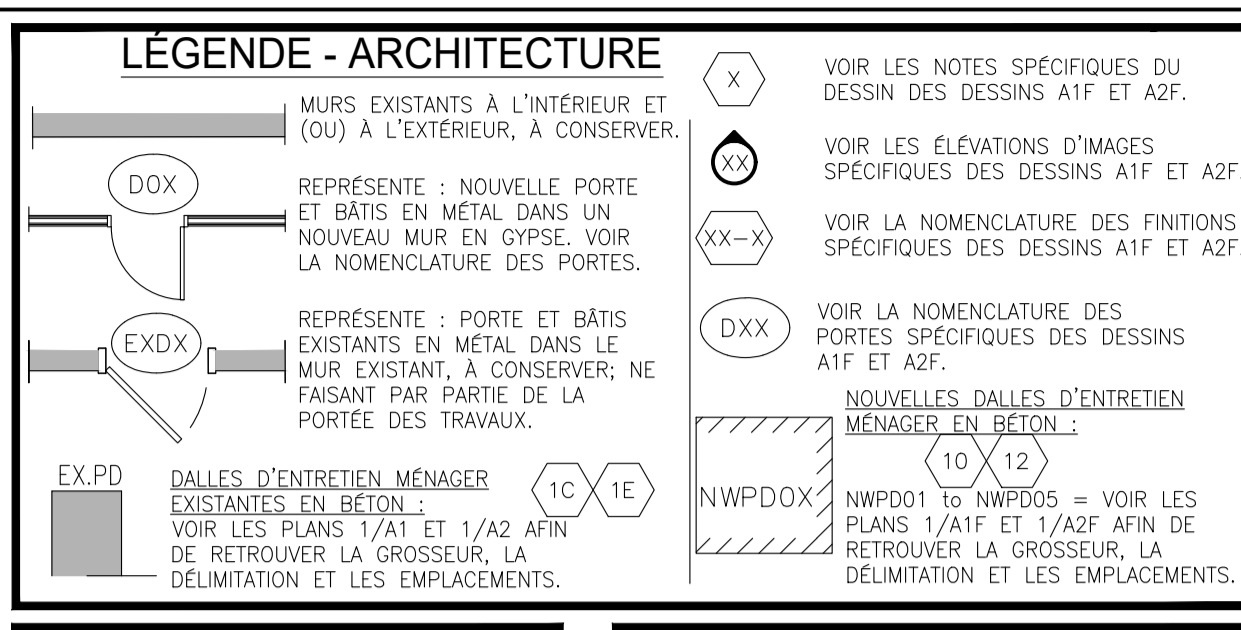 LÉGENDE - ARCHITECTURE
MURS EXISTANTS À L'INTÉRIEUR ET
(OU) À L'EXTÉRIEUR, À CONSERVER.
DOX
REPRÉSENTE : NOUVELLE PORTE
ET BÂTIS EN MÉTAL DANS UN
NOUVEAU MUR EN GYPSE. VOIR
LA NOMENCLATURE DES PORTES.
EXDX
REPRÉSENTE : PORTE ET BÂTIS
EXISTANTS EN MÉTAL DANS LE
MUR EXISTANT, À CONSERVER; NE
FAISANT PAR PARTIE DE LA
PORTÉE DES TRAVAUX.
EX.PD
DALLES D'ENTRETIEN MÉNAGER
EXISTANTES EN BÉTON :
1C 1E
VOIR LES PLANS 1/A1 ET 1/A2 AFIN
DE RETROUVER LA GROSSEUR, LA
DÉLIMITATION ET LES EMPLACEMENTS.
X
VOIR LES NOTES SPÉCIFIQUES DU
DESSIN DES DESSINS A1F ET A2F.
XX
VOIR LES ÉLÉVATIONS D'IMAGES
SPÉCIFIQUES DES DESSINS A1F ET A2F.
XX-X
VOIR LA NOMENCLATURE DES FINITIONS
SPÉCIFIQUES DES DESSINS A1F ET A2F.
DXX
VOIR LA NOMENCLATURE DES
PORTES SPÉCIFIQUES DES DESSINS
A1F ET A2F.
NOUVELLES DALLES D'ENTRETIEN
MÉNAGER EN BÉTON :
10 12
NWPDOX
NWPD01 to NWPD05 = VOIR LES
PLANS 1/A1F ET 1/A2F AFIN DE
RETROUVER LA GROSSEUR, LA
DÉLIMITATION ET LES EMPLACEMENTS.